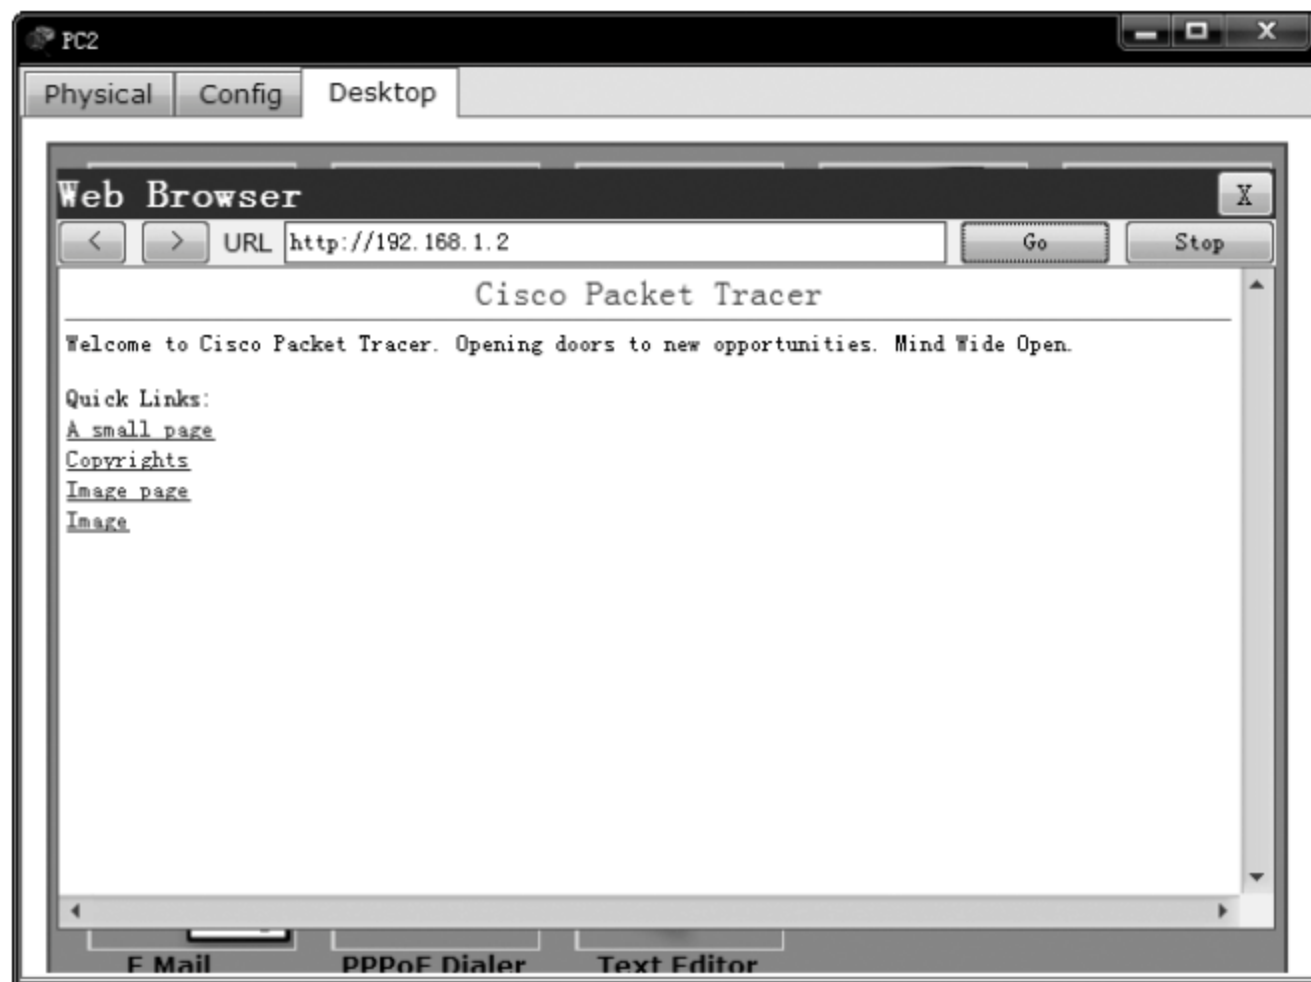 PC2
Physical Config Desktop
Web Browser X
< > URL http://192.168.1.2 Go Stop
Cisco Packet Tracer
Welcome to Cisco Packet Tracer. Opening doors to new opportunities. Mind Wide Open.
Quick Links:
A small page
Copyrights
Image page
Image
E Mail PPPoE Dialer Text Editor